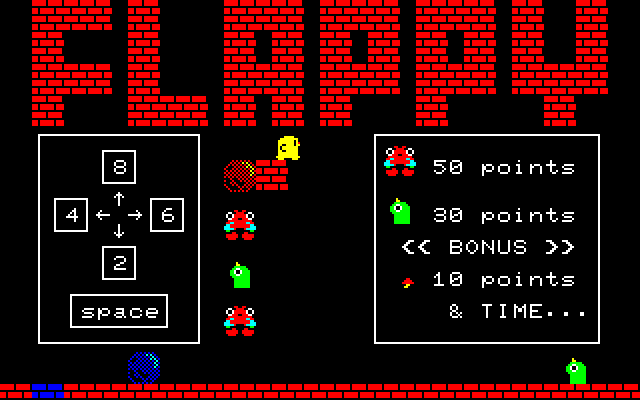 FLAPPY
8
4 ← → 6
2
space
50 points
30 points
<< BONUS >>
10 points
& TIME...